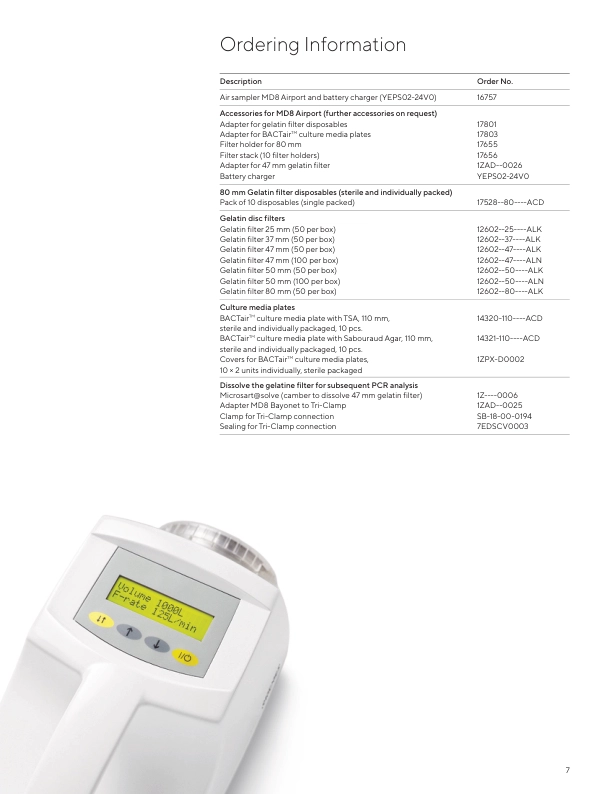 Ordering Information
Description Order No.
Air sampler MD8 Airport and battery charger (YEPS02-24V0) 16757
Accessories for MD8 Airport (further accessories on request)
Adapter for gelatin filter disposables 17801
Adapter for BACTair™ culture media plates 17803
Filter holder for 80 mm 17655
Filter stack (10 filter holders) 17656
Adapter for 47 mm gelatin filter 1ZAD--0026
Battery charger YEPS02-24V0
80 mm Gelatin filter disposables (sterile and individually packed)
Pack of 10 disposables (single packed) 17528--80----ACD
Gelatin disc filters
Gelatin filter 25 mm (50 per box) 12602--25----ALK
Gelatin filter 37 mm (50 per box) 12602--37----ALK
Gelatin filter 47 mm (50 per box) 12602--47----ALK
Gelatin filter 47 mm (100 per box) 12602--47----ALN
Gelatin filter 50 mm (50 per box) 12602--50----ALK
Gelatin filter 50 mm (100 per box) 12602--50----ALN
Gelatin filter 80 mm (50 per box) 12602--80----ALK
Culture media plates
BACTair™ culture media plate with TSA, 110 mm, 14320-110----ACD
sterile and individually packaged, 10 pcs.
BACTair™ culture media plate with Sabouraud Agar, 110 mm, 14321-110----ACD
sterile and individually packaged, 10 pcs.
Covers for BACTair™ culture media plates, 1ZPX-D0002
10 × 2 units individually, sterile packaged
Dissolve the gelatine filter for subsequent PCR analysis
Microsart@solve (camber to dissolve 47 mm gelatin filter) 1Z----0006
Adapter MD8 Bayonet to Tri-Clamp 1ZAD--0025
Clamp for Tri-Clamp connection SB-18-00-0194
Sealing for Tri-Clamp connection 7EDSCV0003
Volume 1000L
F-rate 125L/min
I/O
7